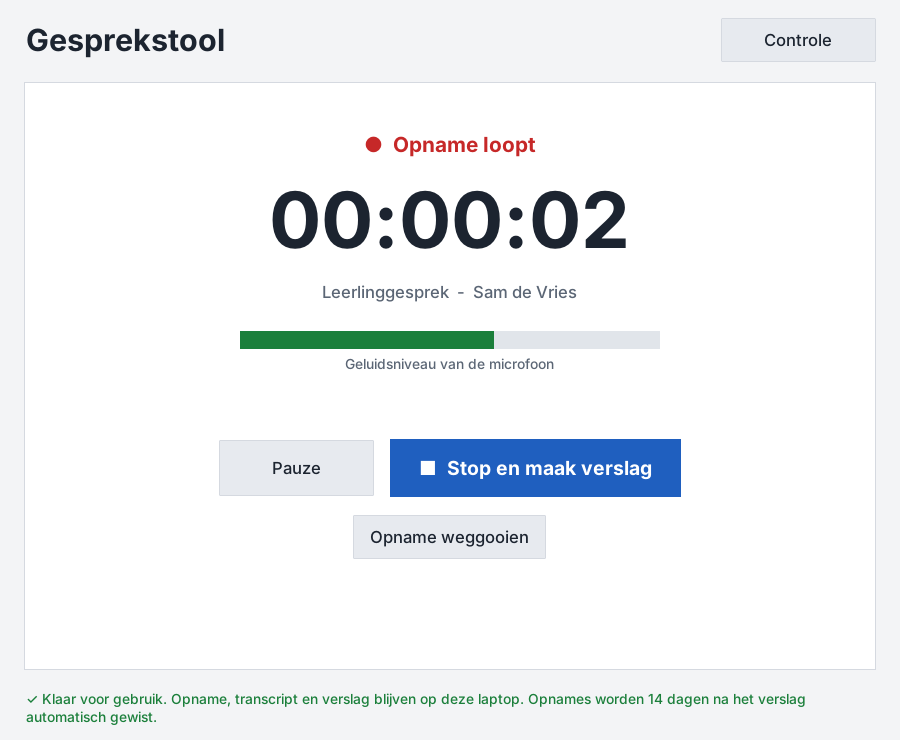 Gesprekstool
Controle
Opname loopt
00:00:02
Leerlinggesprek - Sam de Vries
Geluidsniveau van de microfoon
Pauze
Stop en maak verslag
Opname weggooien
✓ Klaar voor gebruik. Opname, transcript en verslag blijven op deze laptop. Opnames worden 14 dagen na het verslag
automatisch gewist.